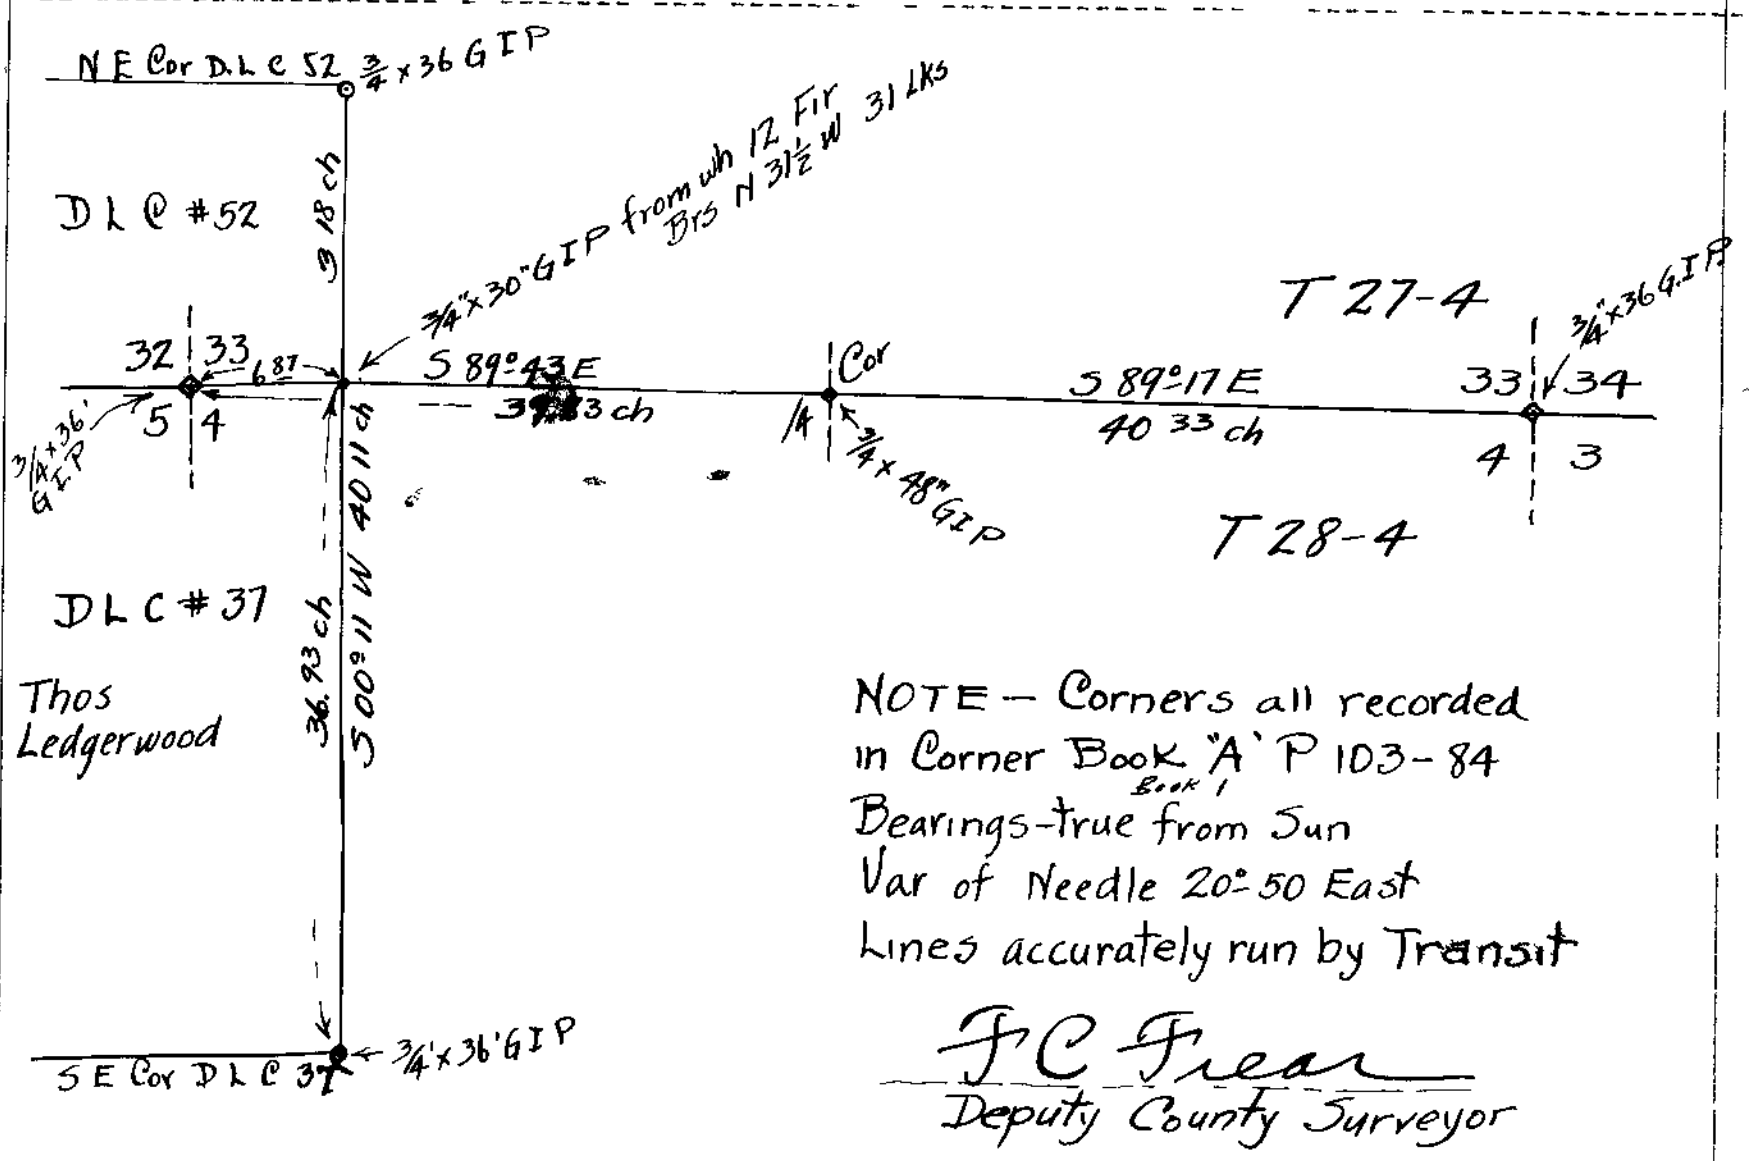 N E Cor D.L C 52 3/4 x 36 G I P
D L C #52
3 18 ch
3/4" x 30" G I P from wh 12 Fir
Brs N 31 1/2 W 31 LKS
T 27-4
3/4" x 36 G.I P.
32 33
6 87
S 89° 43 E
ch
Cor
1/4
S 89° 17 E
40 33 ch
33 34
5 4
4 3
3/4 x 36'
G I P
3/4 x 48" G I P
T 28-4
S 00° 11 W 40 11 ch
36.93 ch
D L C # 37
Thos
Ledgerwood
NOTE — Corners all recorded
in Corner Book "A' P 103-84
Book 1
Bearings-true from Sun
Var of Needle 20° 50 East
Lines accurately run by Transit
F C Frear
Deputy County Surveyor
S E Cor D L C 37
3/4' x 36' G I P